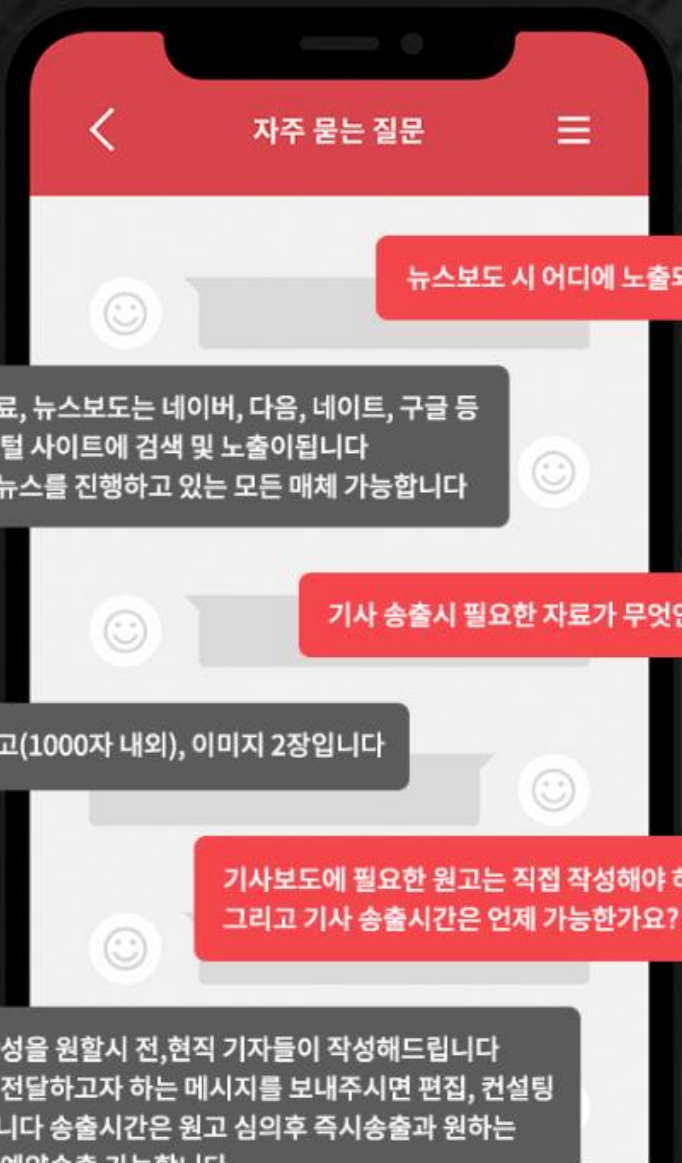 자주 묻는 질문
뉴스보도 시 어디에
료, 뉴스보도는 네이버, 다음, 네이트, 구글 등
털 사이트에 검색 및 노출이됩니다
뉴스를 진행하고 있는 모든 매체 가능합니다
기사 송출시 필요한 자료가
고(1000자 내외), 이미지 2장입니다
기사보도에 필요한 원고는 직접 작성해야
그리고 기사 송출시간은 언제 가능한가요?
성을 원할시 전,현직 기자들이 작성해드립니다
전달하고자 하는 메시지를 보내주시면 편집, 컨설팅
니다 송출시간은 원고 심의후 즉시송출과 원하는